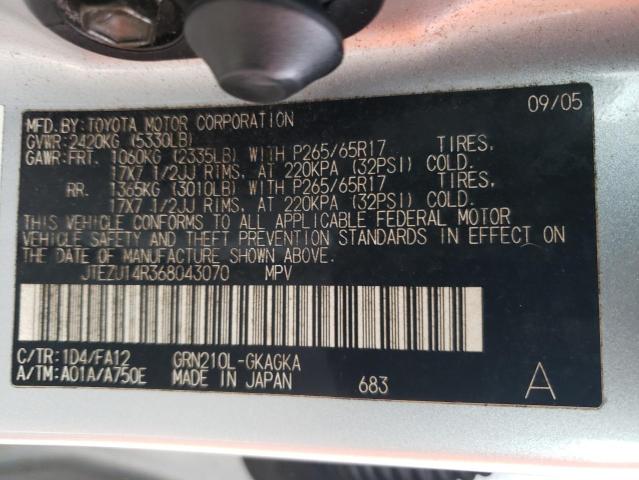 09/05
MFD.BY:TOYOTA MOTOR CORPORATION
GVWR:2420KG (5330LB)
GAWR:FRT. 1060KG (2335LB) WITH P265/65R17 TIRES,
17X7 1/2JJ RIMS, AT 220KPA (32PSI) COLD.
RR. 1365KG (3010LB) WITH P265/65R17 TIRES,
17X7 1/2JJ RIMS, AT 220KPA (32PSI) COLD.
THIS VEHICLE CONFORMS TO ALL APPLICABLE FEDERAL MOTOR
VEHICLE SAFETY AND THEFT PREVENTION STANDARDS IN EFFECT ON
THE DATE OF MANUFACTURE SHOWN ABOVE.
JTEZU14R368043070 MPV
C/TR:1D4/FA12 GRN210L-GKAGKA
A/TM:A01A/A750E MADE IN JAPAN 683 A